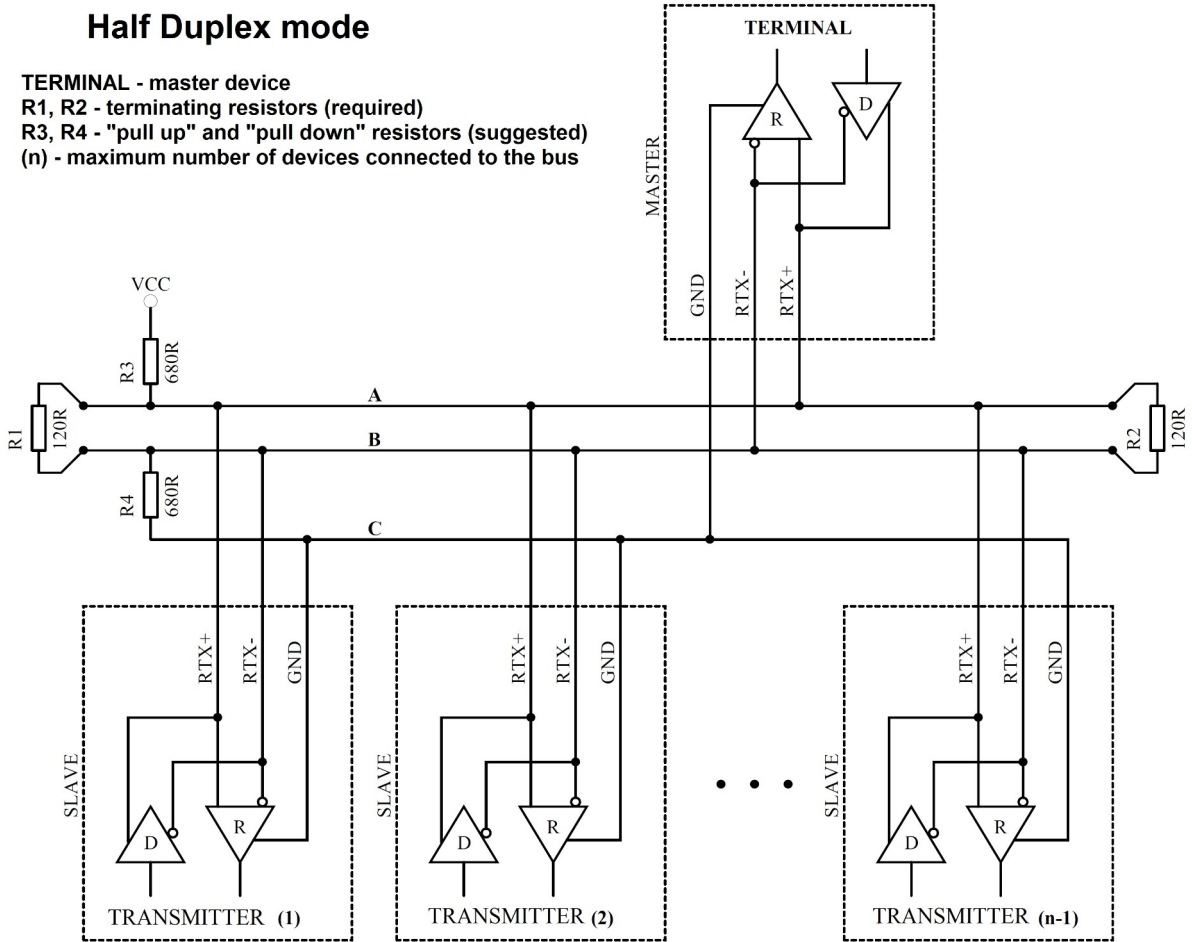 Half Duplex mode
TERMINAL - master device
R1, R2 - terminating resistors (required)
R3, R4 - "pull up" and "pull down" resistors (suggested)
(n) - maximum number of devices connected to the bus
TERMINAL
R
D
MASTER
GND
RTX-
RTX+
VCC
R3
680R
A
R1
120R
B
R2
120R
R4
680R
C
RTX+
RTX-
GND
SLAVE
D
R
TRANSMITTER (1)
RTX+
RTX-
GND
SLAVE
D
R
TRANSMITTER (2)
RTX+
RTX-
GND
SLAVE
D
R
TRANSMITTER (n-1)